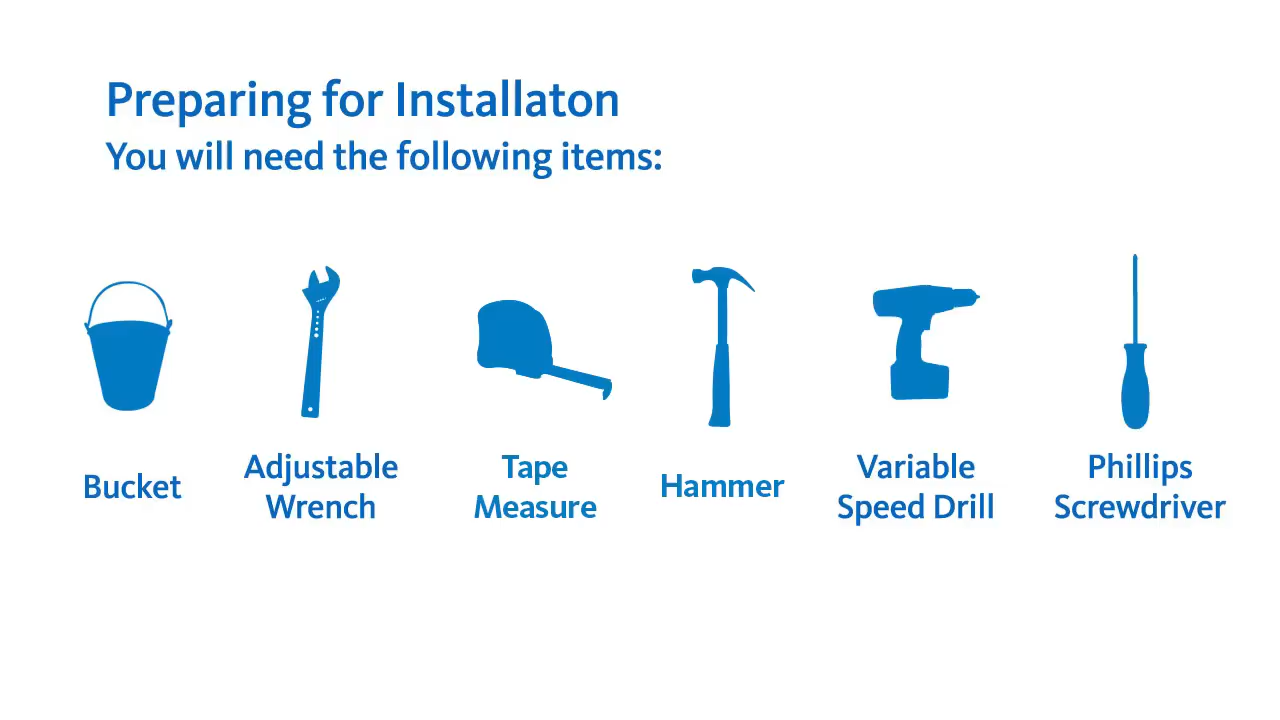 Preparing for Installaton
You will need the following items:
Bucket
Adjustable
Wrench
Tape
Measure
Hammer
Variable
Speed Drill
Phillips
Screwdriver